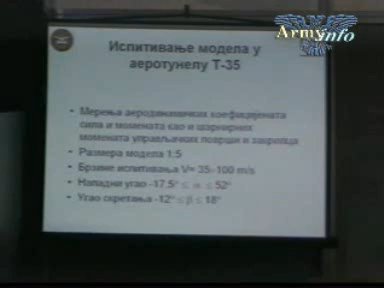 Army info
Испитивање модела у
аеротунелу Т-35
• Мерења аеродинамичких коефицијената
сила и момената као и шарнирних
момената управљачких површи и закрилца
• Размера модела 1:5
• Брзине испитивања V= 35÷100 m/s
• Нападни угао -17.5° ≤ α ≤ 52°
• Угао скретања -12° ≤ β ≤ 18°